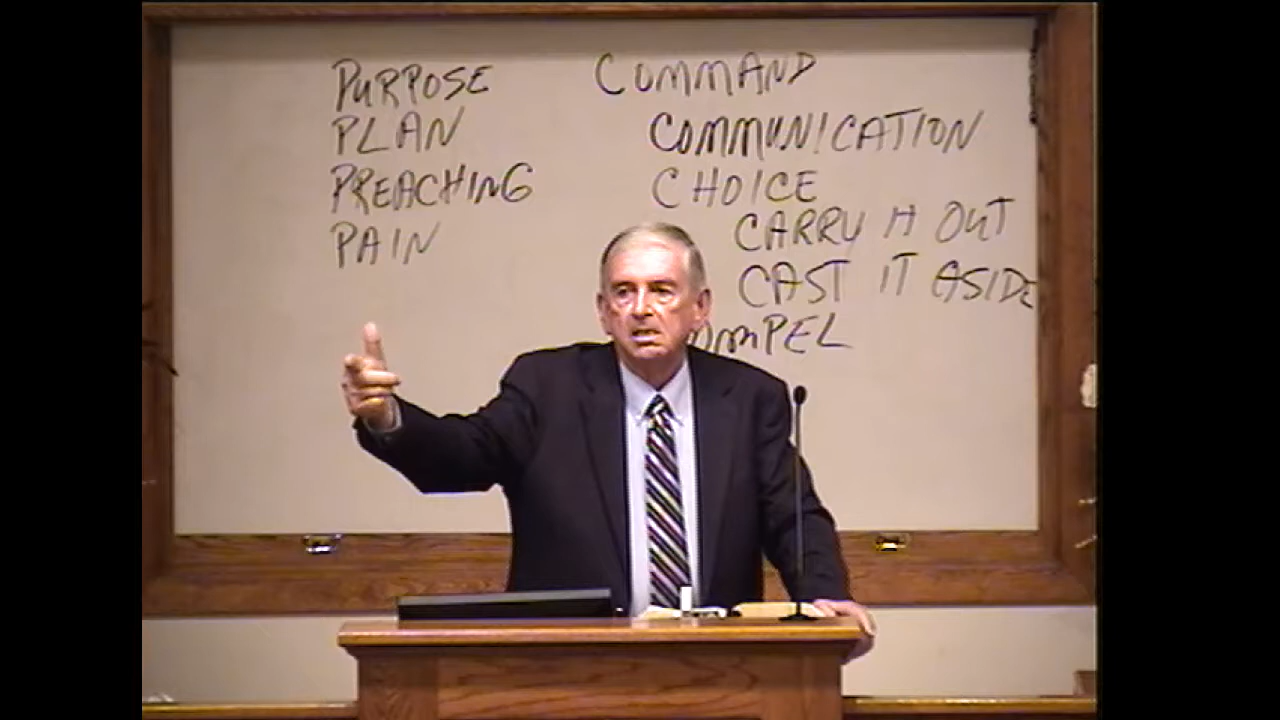 PURPOSE
PLAN
PREACHING
PAIN
COMMAND
COMMUNICATION
CHOICE
CARRY It OUT
CAST IT ASIDE
OMPEL